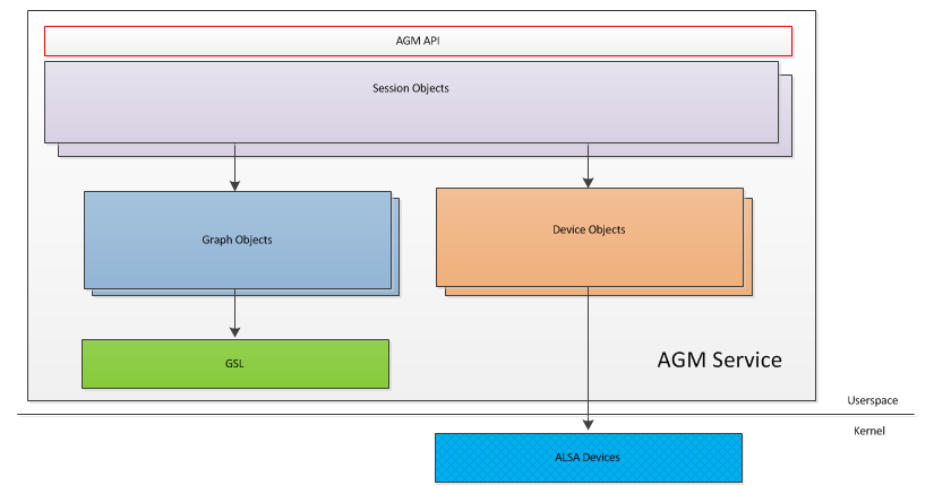 AGM API
Session Objects
Graph Objects
Device Objects
GSL
AGM Service
Userspace
Kernel
ALSA Devices